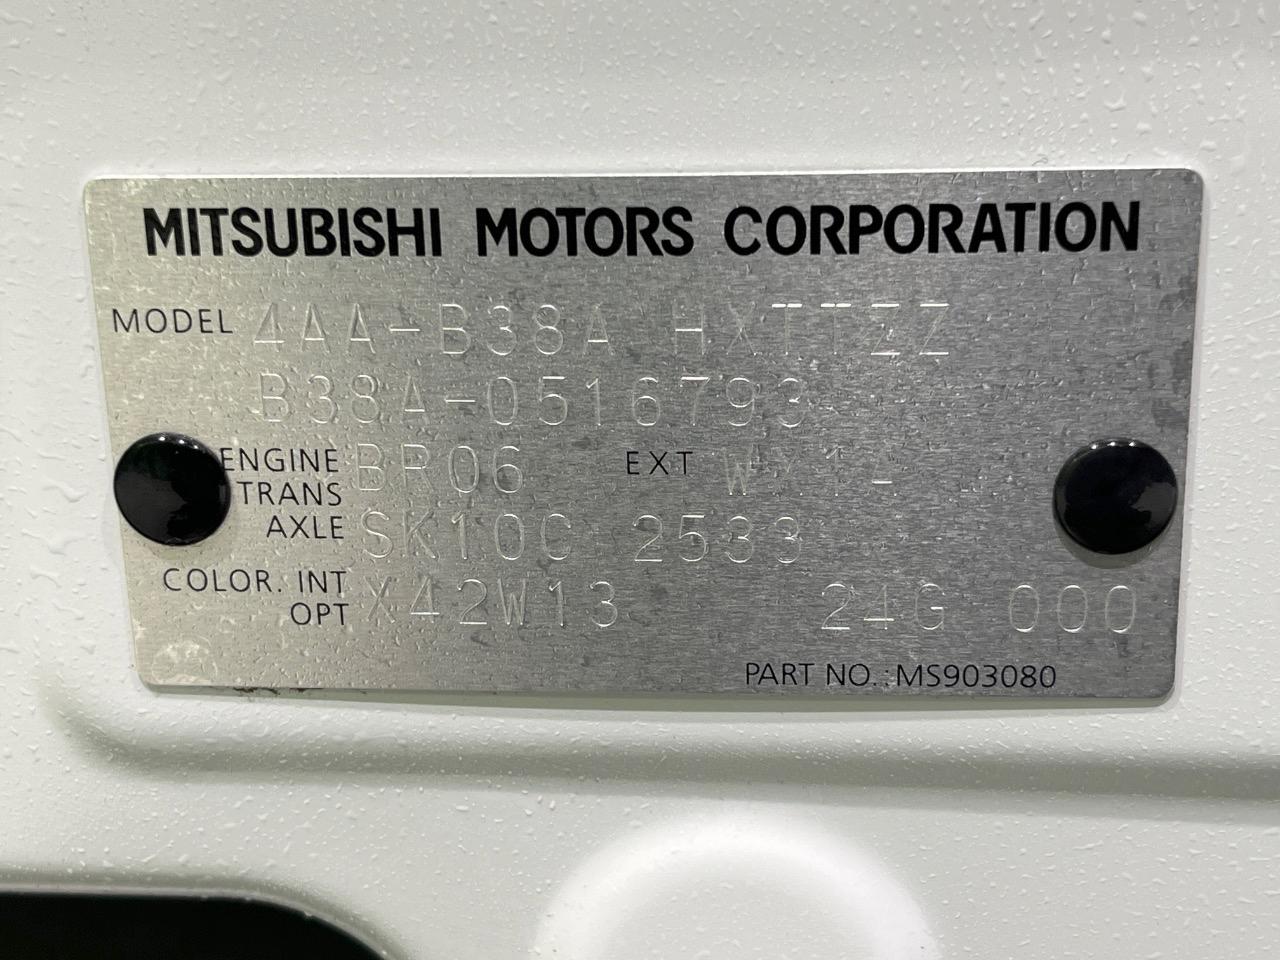 MITSUBISHI MOTORS CORPORATION
MODEL 4AA-B38A HXTTZZ
B38A-0516793
ENGINE BR06 EXT
TRANS
AXLE SK10C 2533
COLOR. INT X42W13 24G 000
OPT
PART NO.:MS903080